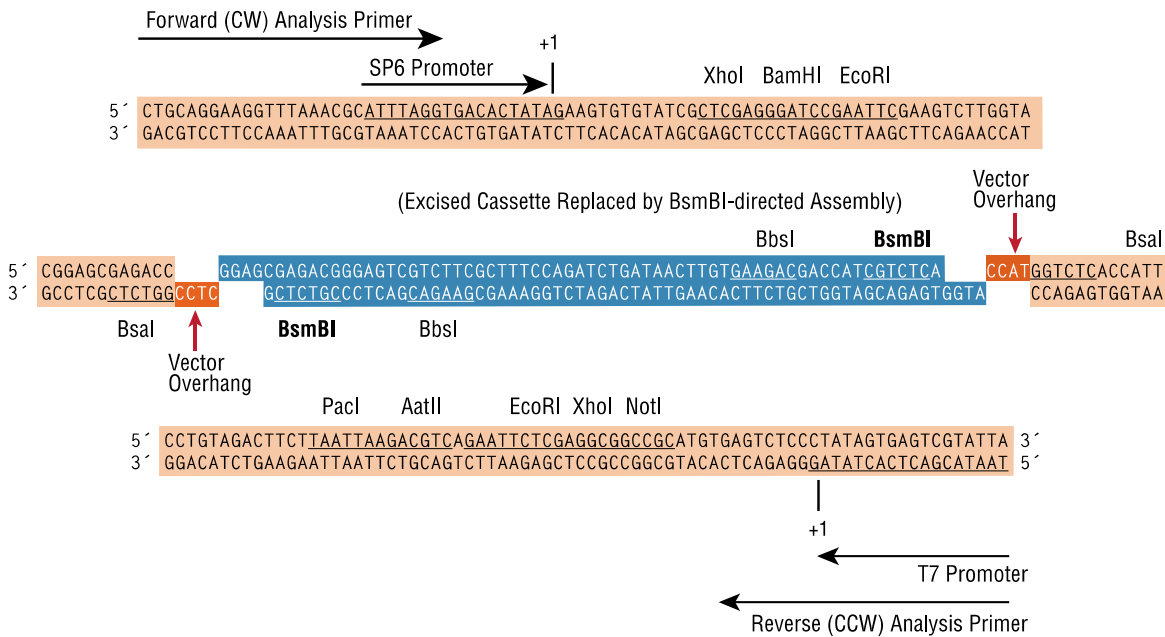 Forward (CW) Analysis Primer
SP6 Promoter
+1
XhoI BamHI EcoRI
5´ CTGCAGGAAGGTTTAAACGCATTTAGGTGACACTATAGAAGTGTGTATCGCTCGAGGGATCCGAATTCGAAGTCTTGGTA
3´ GACGTCCTTCCAAATTTGCGTAAATCCACTGTGATATCTTCACACATAGCGAGCTCCCTAGGCTTAAGCTTCAGAACCAT
(Excised Cassette Replaced by BsmBI-directed Assembly)
Vector
Overhang
BbsI BsmBI BsaI
5´ CGGAGCGAGACC GGAGCGAGACGGGAGTCGTCTTCGCTTTCCAGATCTGATAACTTGTGAAGACGACCATCGTCTCA CCATGGTCTCACCATT
3´ GCCTCGCTCTGGCCTC GCTCTGCCCTCAGCAGAAGCGAAAGGTCTAGACTATTGAACACTTCTGCTGGTAGCAGAGTGGTA CCAGAGTGGTAA
BsaI BsmBI BbsI
Vector
Overhang
PacI AatII EcoRI XhoI NotI
5´ CCTGTAGACTTCTTAATTAAGACGTCAGAATTCTCGAGGCGGCCGCATGTGAGTCTCCCTATAGTGAGTCGTATTA 3´
3´ GGACATCTGAAGAATTAATTCTGCAGTCTTAAGAGCTCCGCCGGCGTACACTCAGAGGGATATCACTCAGCATAAT 5´
+1
T7 Promoter
Reverse (CCW) Analysis Primer